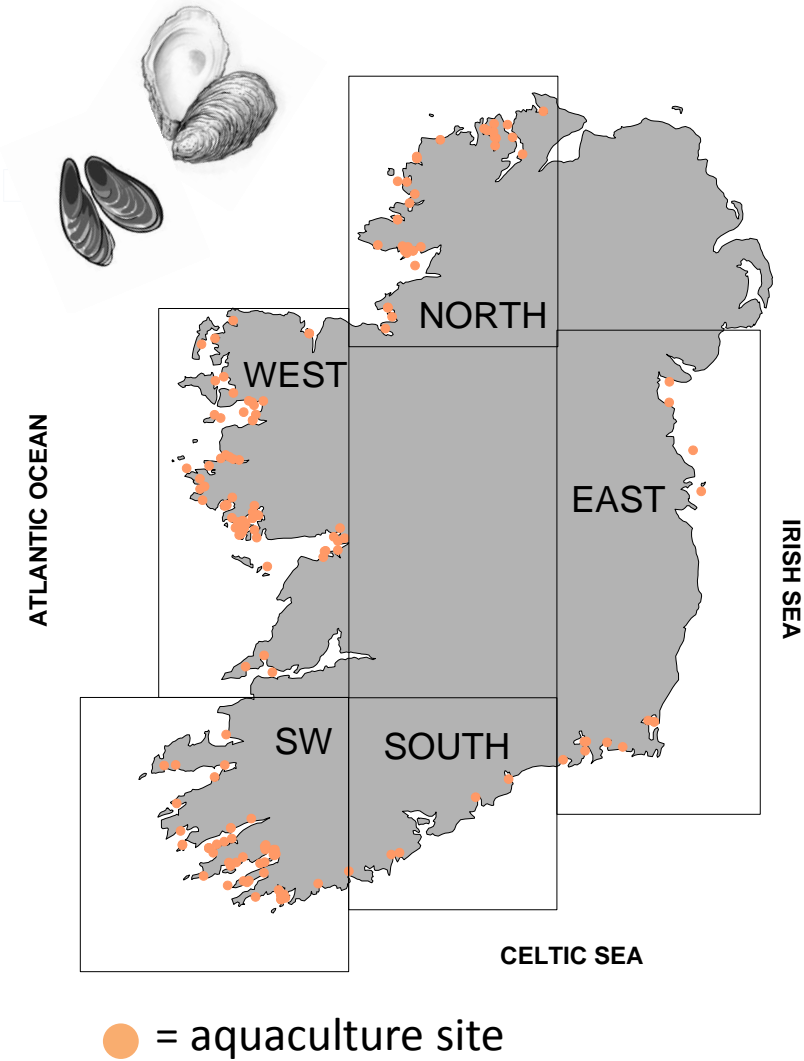 NORTH
WEST
ATLANTIC OCEAN
EAST
IRISH SEA
SW
SOUTH
CELTIC SEA
= aquaculture site